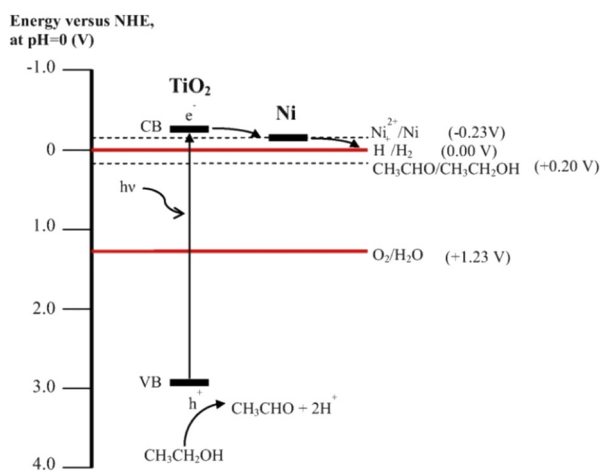 Energy versus NHE,
at pH=0 (V)
-1.0
TiO₂
e⁻
Ni
CB
Ni²⁺/Ni (-0.23V)
0
H⁺/H₂ (0.00 V)
CH₃CHO/CH₃CH₂OH (+0.20 V)
hν
1.0
O₂/H₂O (+1.23 V)
2.0
3.0
VB
h⁺
CH₃CHO + 2H⁺
CH₃CH₂OH
4.0